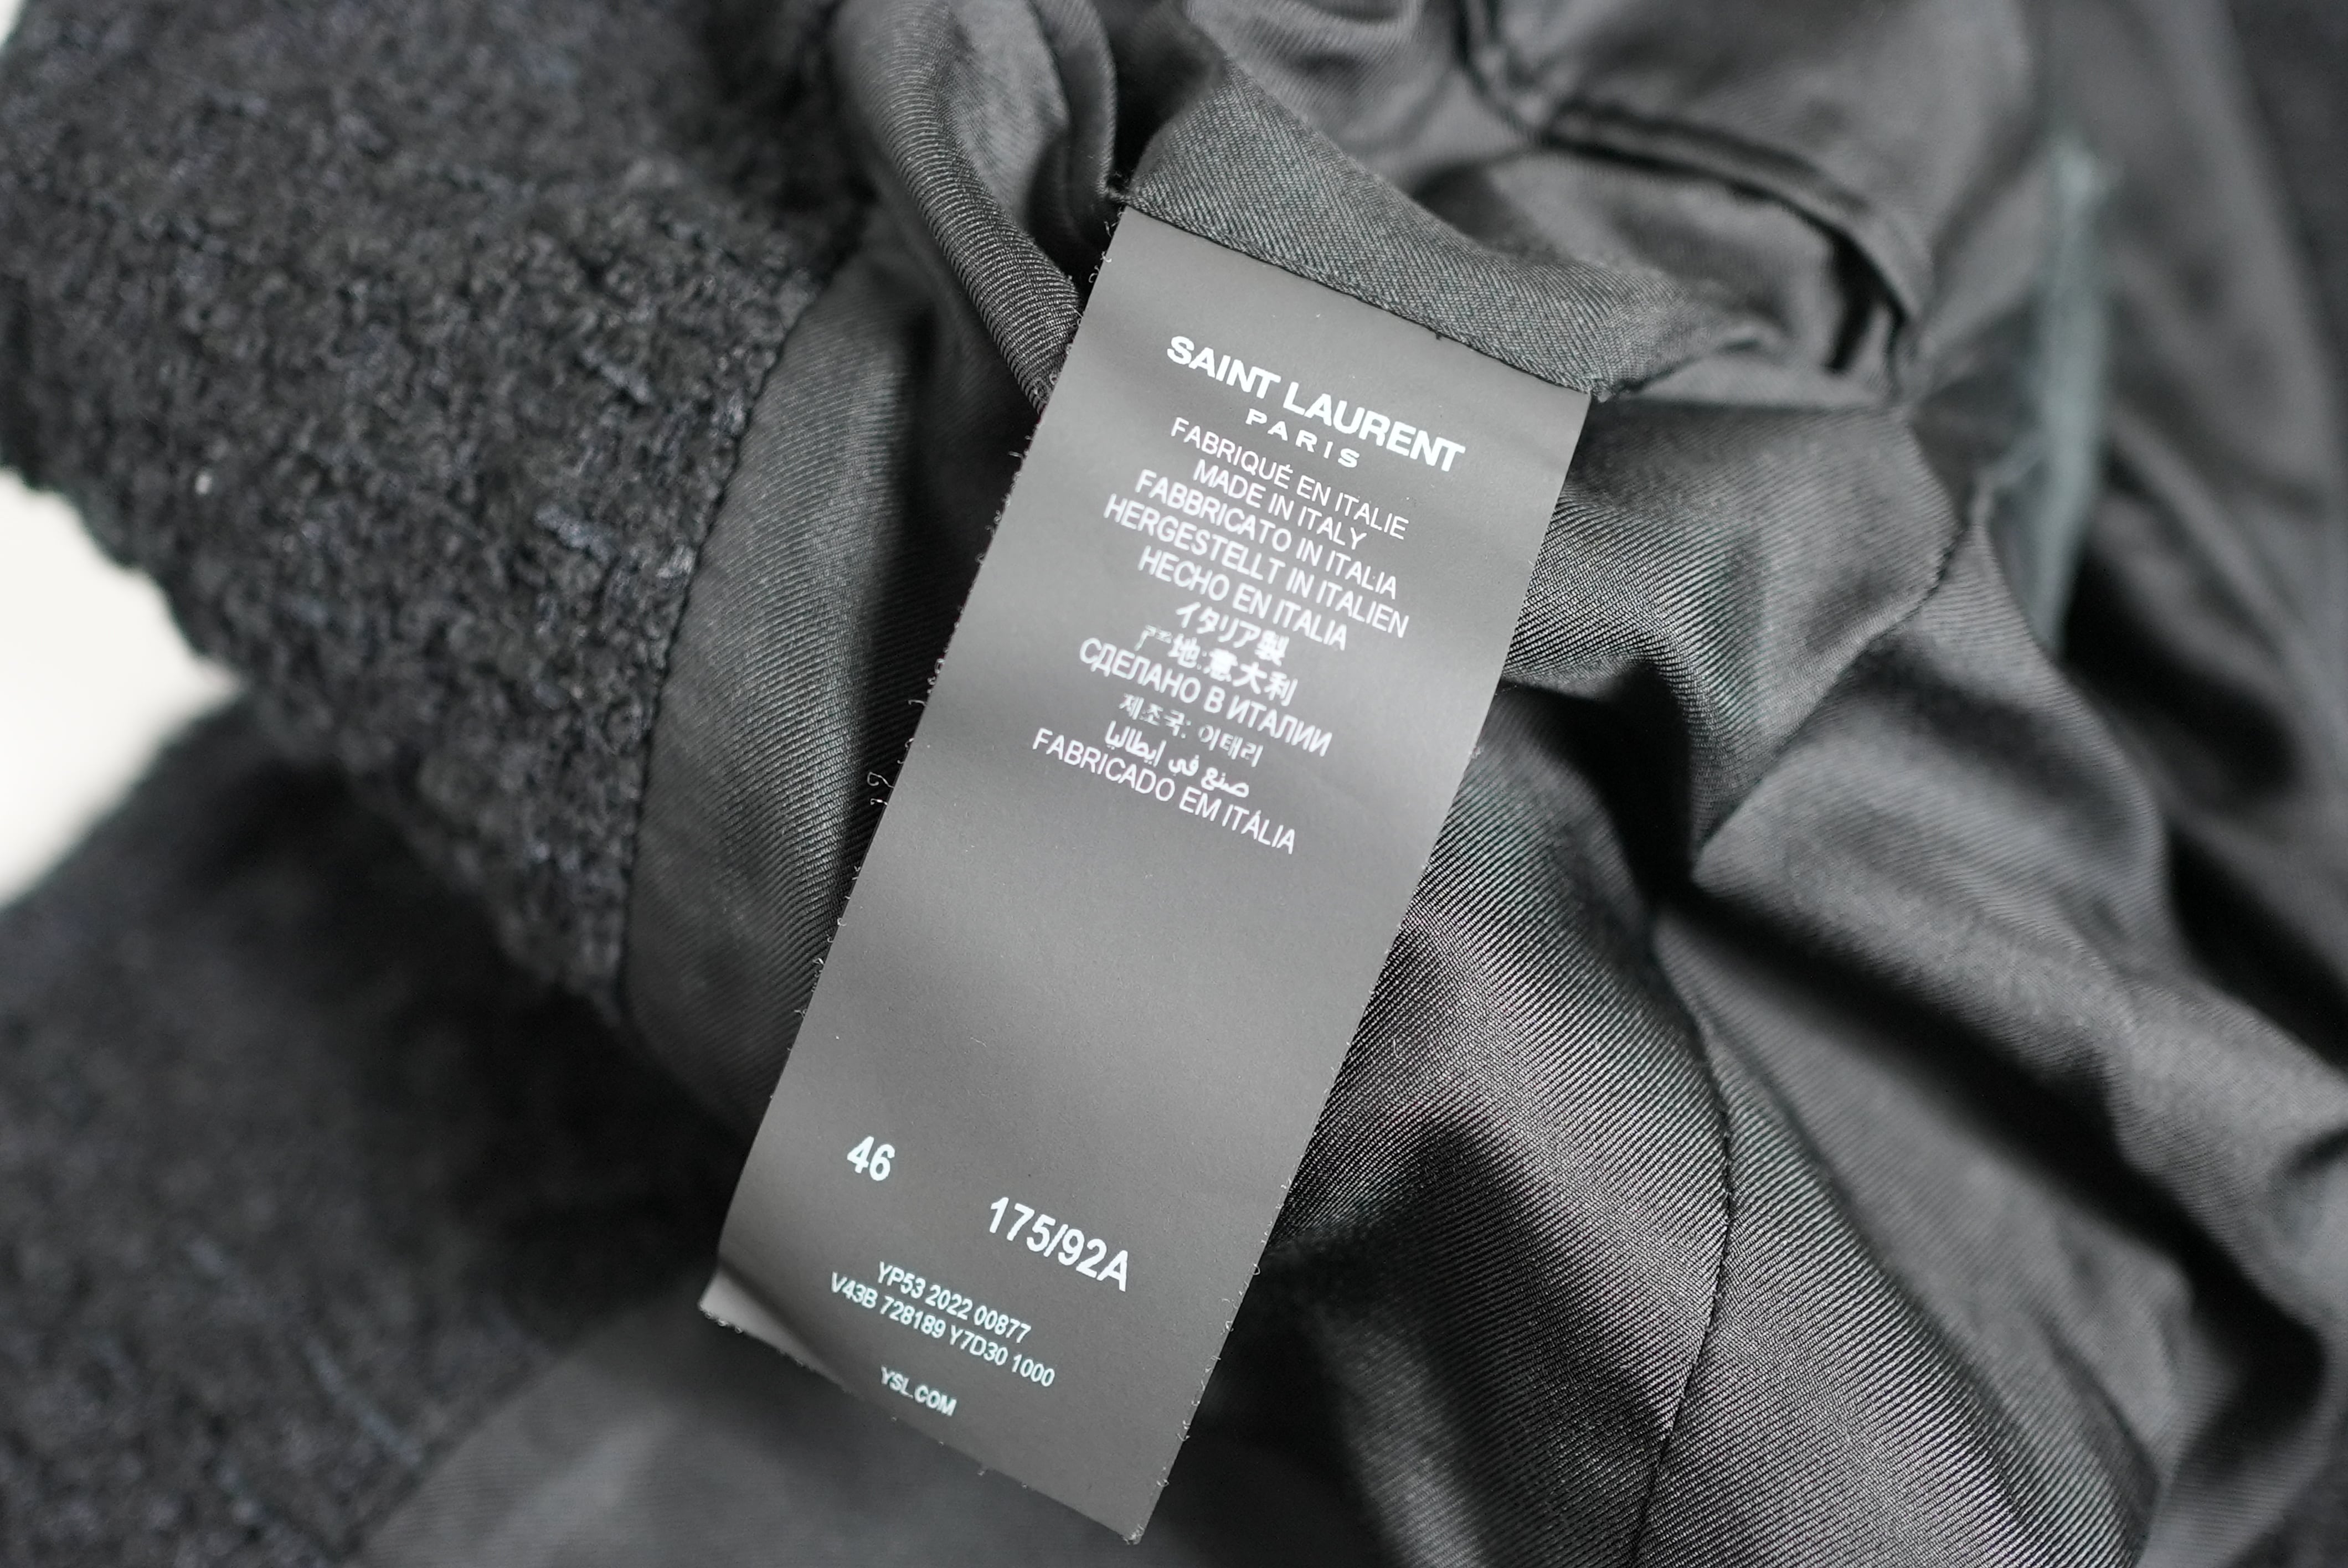 SAINT LAURENT
PARIS
FABRIQUÉ EN ITALIE
MADE IN ITALY
FABBRICATO IN ITALIA
HERGESTELLT IN ITALIEN
HECHO EN ITALIA
イタリア製
产地:意大利
СДЕЛАНО В ИТАЛИИ
제조국: 이태리
صنع في إيطاليا
FABRICADO EM ITÁLIA
46
175/92A
YP53 2022 00877
V43B 728189 Y7D30 1000
YSL.COM